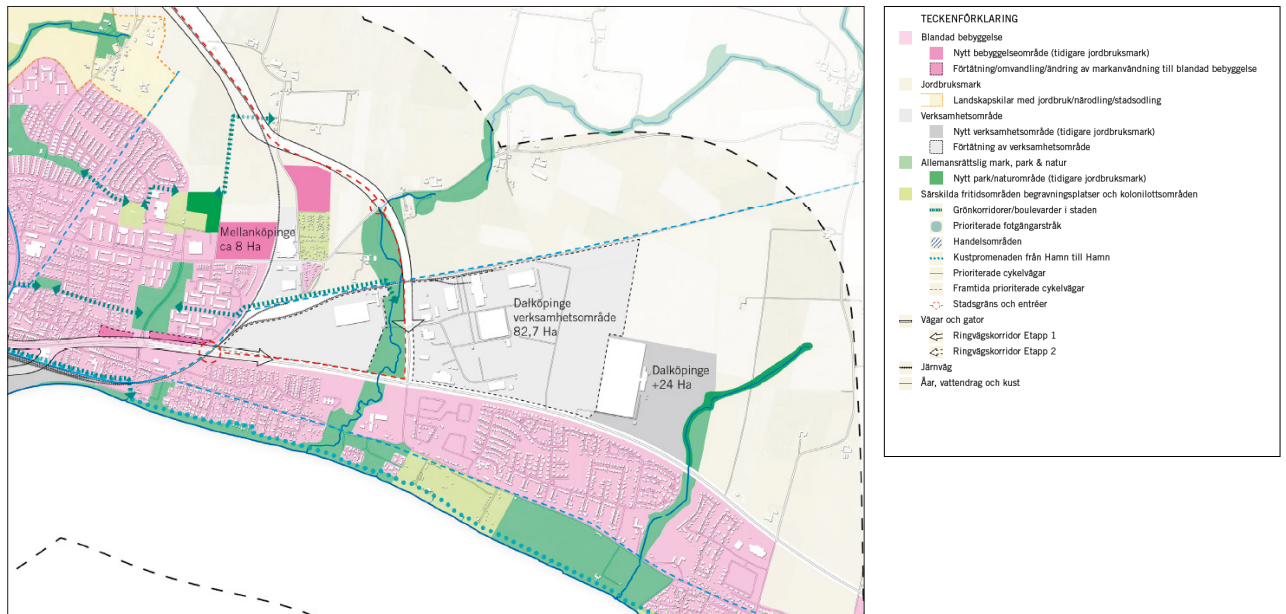 Mellanköpinge
ca 8 Ha
Dalköpinge
verksamhetsområde
82,7 Ha
Dalköpinge
+24 Ha
TECKENFÖRKLARING
Blandad bebyggelse
Nytt bebyggelseområde (tidigare jordbruksmark)
Förtätning/omvandling/ändring av markanvändning till blandad bebyggelse
Jordbruksmark
Landskapskilar med jordbruk/närodling/stadsodling
Verksamhetsområde
Nytt verksamhetsområde (tidigare jordbruksmark)
Förtätning av verksamhetsområde
Allemansrättslig mark, park & natur
Nytt park/naturområde (tidigare jordbruksmark)
Särskilda fritidsområden begravningsplatser och kolonilottsområden
Grönkorridorer/boulevarder i staden
Prioriterade fotgängarstråk
Handelsområden
Kustpromenaden från Hamn till Hamn
Prioriterade cykelvägar
Framtida prioriterade cykelvägar
Stadsgräns och entréer
Vägar och gator
Ringvägskorridor Etapp 1
Ringvägskorridor Etapp 2
Järnväg
Åar, vattendrag och kust